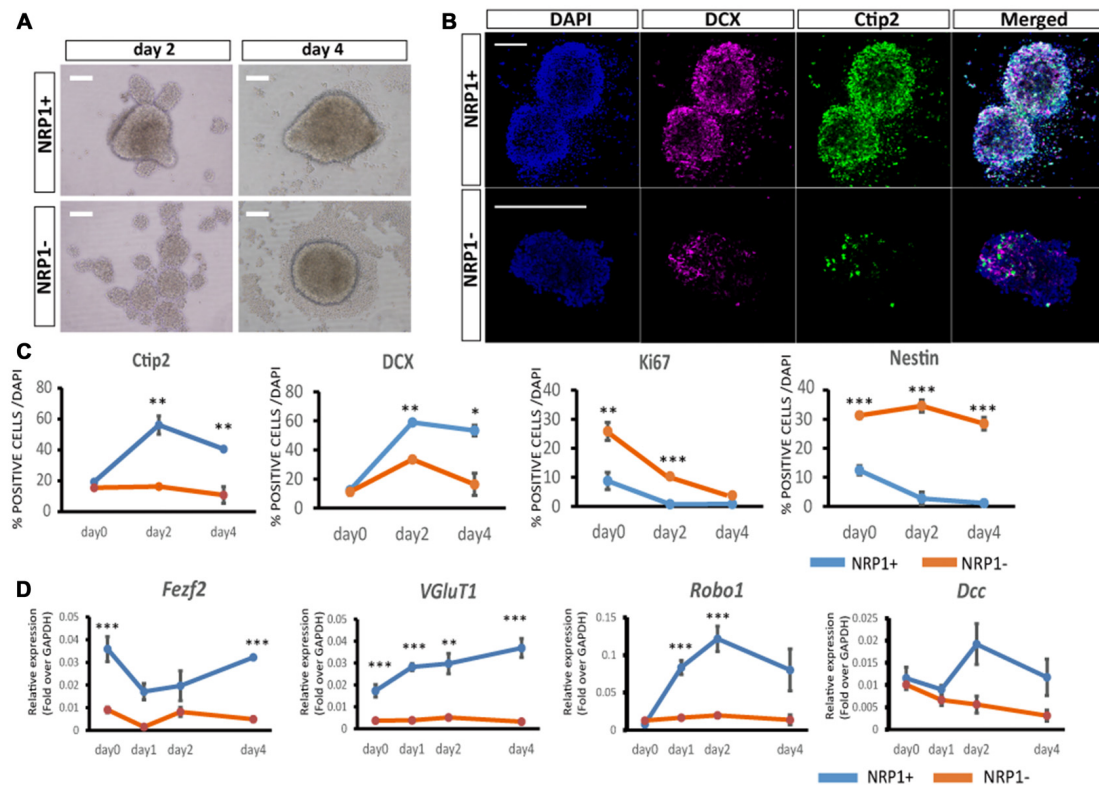 A
day 2
day 4
NRP1+
NRP1-
B
DAPI
DCX
Ctip2
Merged
NRP1+
NRP1-
C
Ctip2
% POSITIVE CELLS /DAPI
80
60
40
20
0
**
**
day0
day2
day4
DCX
% POSITIVE CELLS /DAPI
80
60
40
20
0
**
*
day0
day2
day4
Ki67
% POSITIVE CELLS /DAPI
40
30
20
10
0
**
***
day0
day2
day4
Nestin
% POSITIVE CELLS /DAPI
40
30
20
10
0
***
***
***
day0
day2
day4
NRP1+
NRP1-
D
Fezf2
Relative expression
(Fold over GAPDH)
0.05
0.04
0.03
0.02
0.01
0
***
***
day0
day1
day2
day4
VGluT1
Relative expression
(Fold over GAPDH)
0.05
0.04
0.03
0.02
0.01
0
***
***
**
***
day0
day1
day2
day4
Robo1
Relative expression
(Fold over GAPDH)
0.15
0.1
0.05
0
***
***
day0
day1
day2
day4
Dcc
Relative expression
(Fold over GAPDH)
0.025
0.02
0.015
0.01
0.005
0
day0
day1
day2
day4
NRP1+
NRP1-